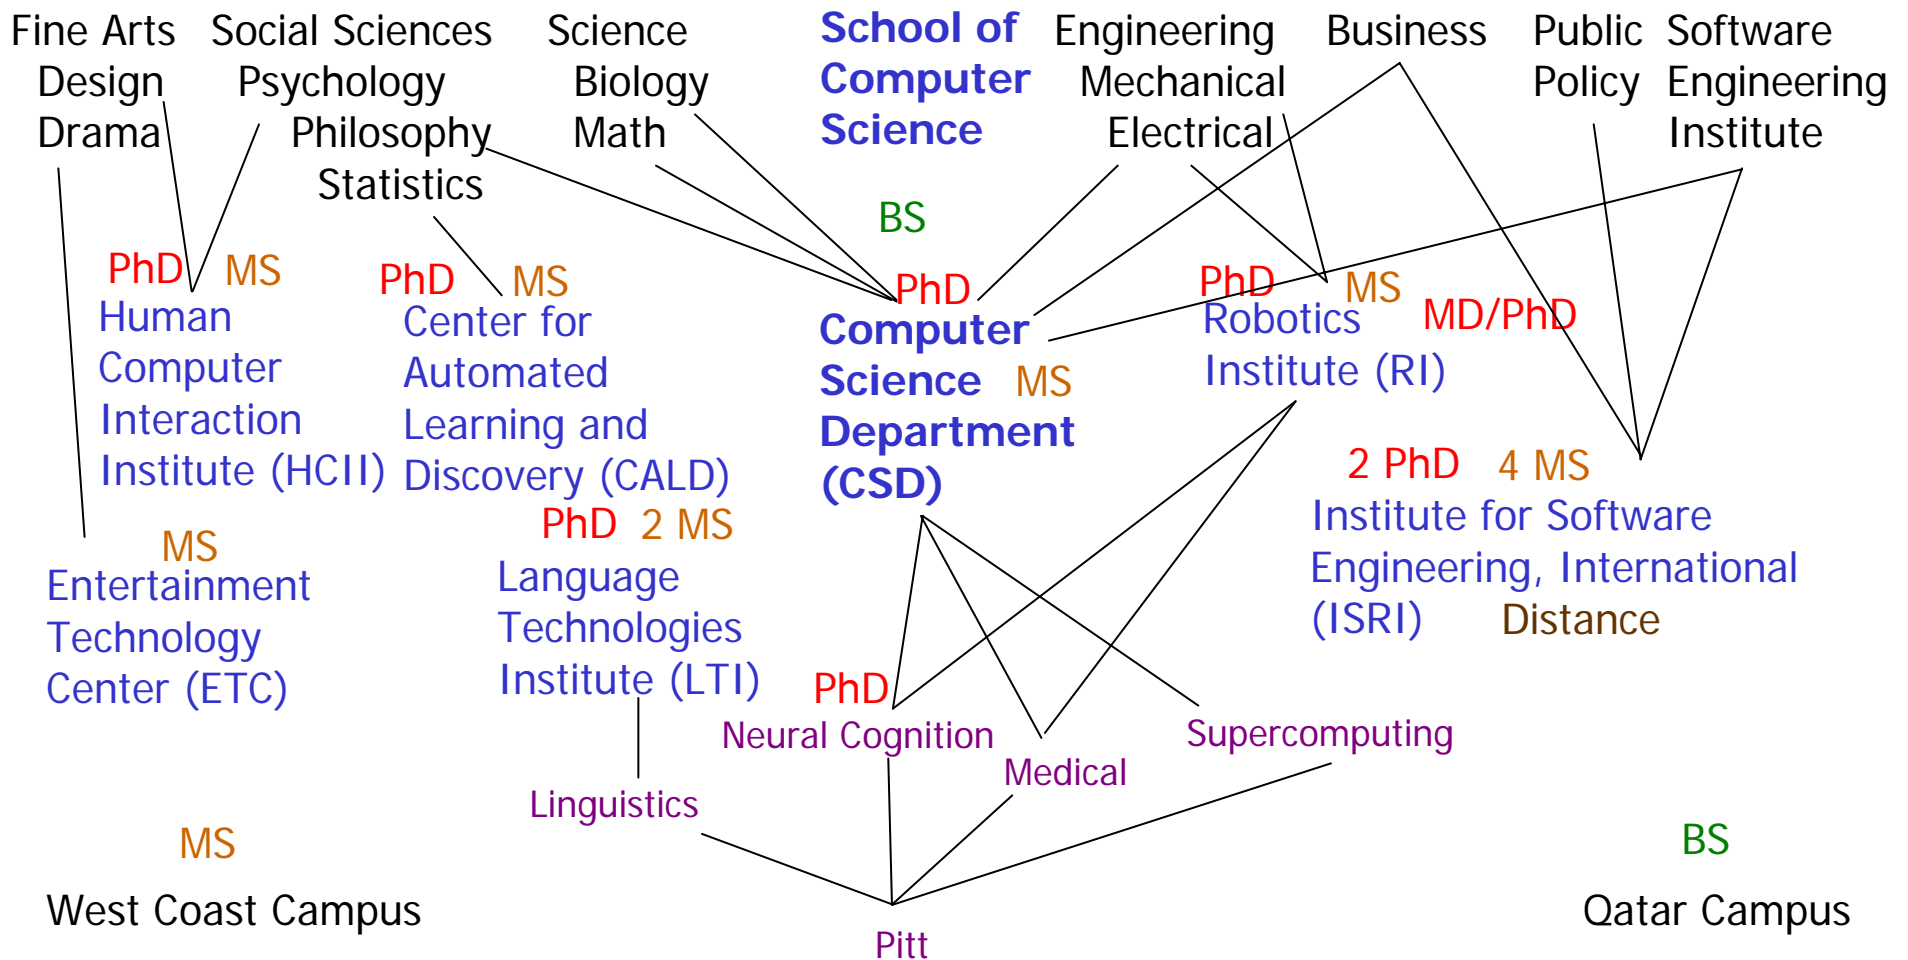 Fine Arts
Design
Drama
Social Sciences
Psychology
Philosophy
Statistics
Science
Biology
Math
School of
Computer
Science
BS
Engineering
Mechanical
Electrical
Business
Public
Policy
Software
Engineering
Institute
PhD MS
Human
Computer
Interaction
Institute (HCII)
PhD MS
Center for
Automated
Learning and
Discovery (CALD)
PhD
Computer
Science MS
Department
(CSD)
PhD MS
Robotics MD/PhD
Institute (RI)
2 PhD 4 MS
Institute for Software
Engineering, International
(ISRI) Distance
MS
Entertainment
Technology
Center (ETC)
PhD 2 MS
Language
Technologies
Institute (LTI)
PhD
Neural Cognition
Medical
Supercomputing
Linguistics
Pitt
MS
West Coast Campus
BS
Qatar Campus